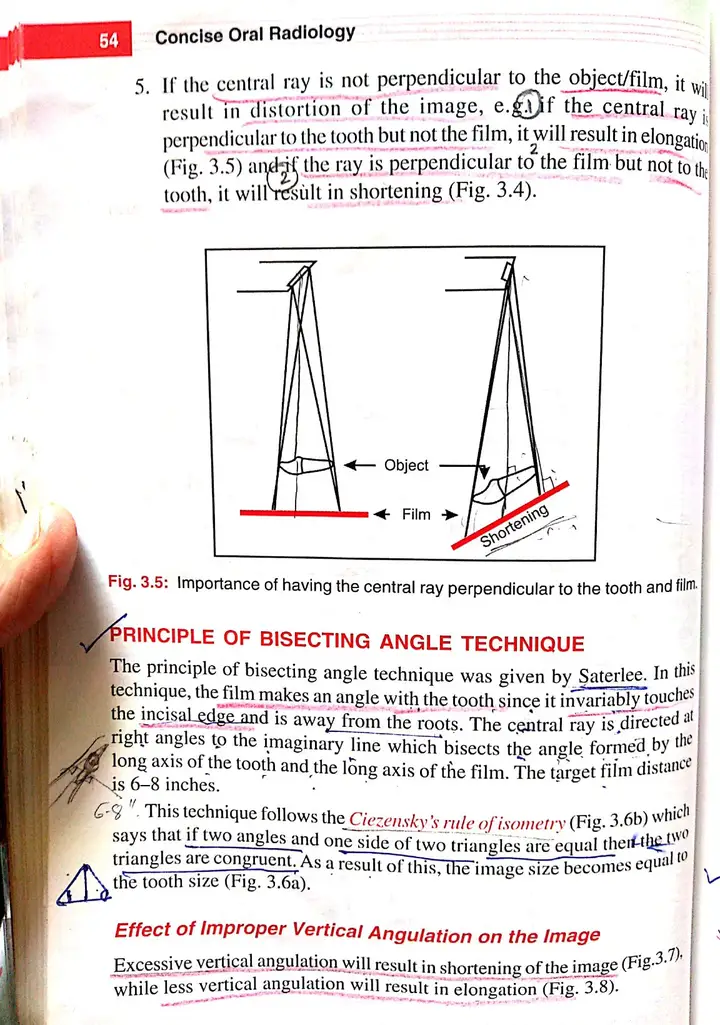 54 Concise Oral Radiology
5. If the central ray is not perpendicular to the object/film, it wil
result in distortion of the image, e.g. 1 if the central ray is
perpendicular to the tooth but not the film, it will result in elongation
2
(Fig. 3.5) and if the ray is perpendicular to the film but not to the
2
tooth, it will result in shortening (Fig. 3.4).
Object
Film
Shortening
Fig. 3.5: Importance of having the central ray perpendicular to the tooth and film.
PRINCIPLE OF BISECTING ANGLE TECHNIQUE
The principle of bisecting angle technique was given by Saterlee. In this
technique, the film makes an angle with the tooth since it invariably touches
the incisal edge and is away from the roots. The central ray is directed at
right angles to the imaginary line which bisects the angle formed by the
long axis of the tooth and the long axis of the film. The target film distance
is 6–8 inches.
6-8". This technique follows the Ciezensky's rule of isometry (Fig. 3.6b) which
says that if two angles and one side of two triangles are equal then the two
triangles are congruent. As a result of this, the image size becomes equal to
the tooth size (Fig. 3.6a).
Effect of Improper Vertical Angulation on the Image
Excessive vertical angulation will result in shortening of the image (Fig.3.7),
while less vertical angulation will result in elongation (Fig. 3.8).